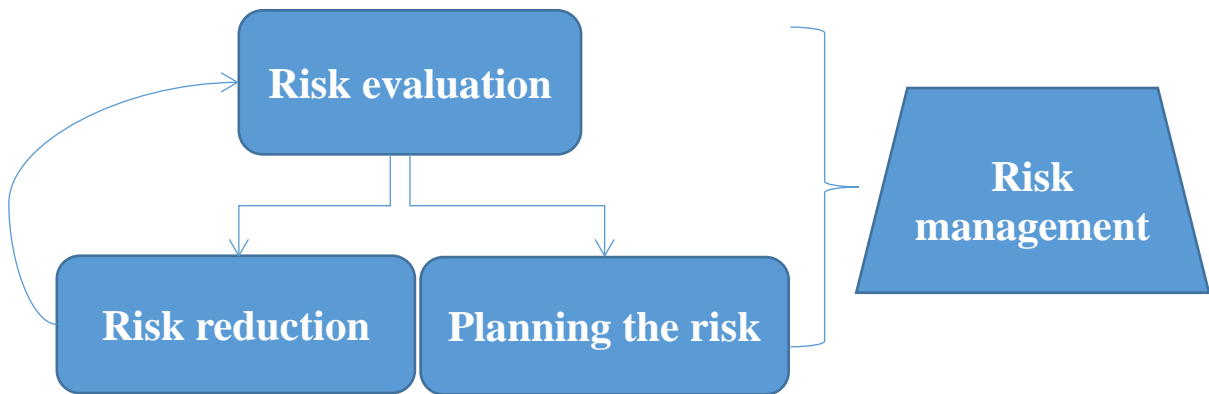 Risk evaluation
Risk
management
Risk reduction
Planning the risk